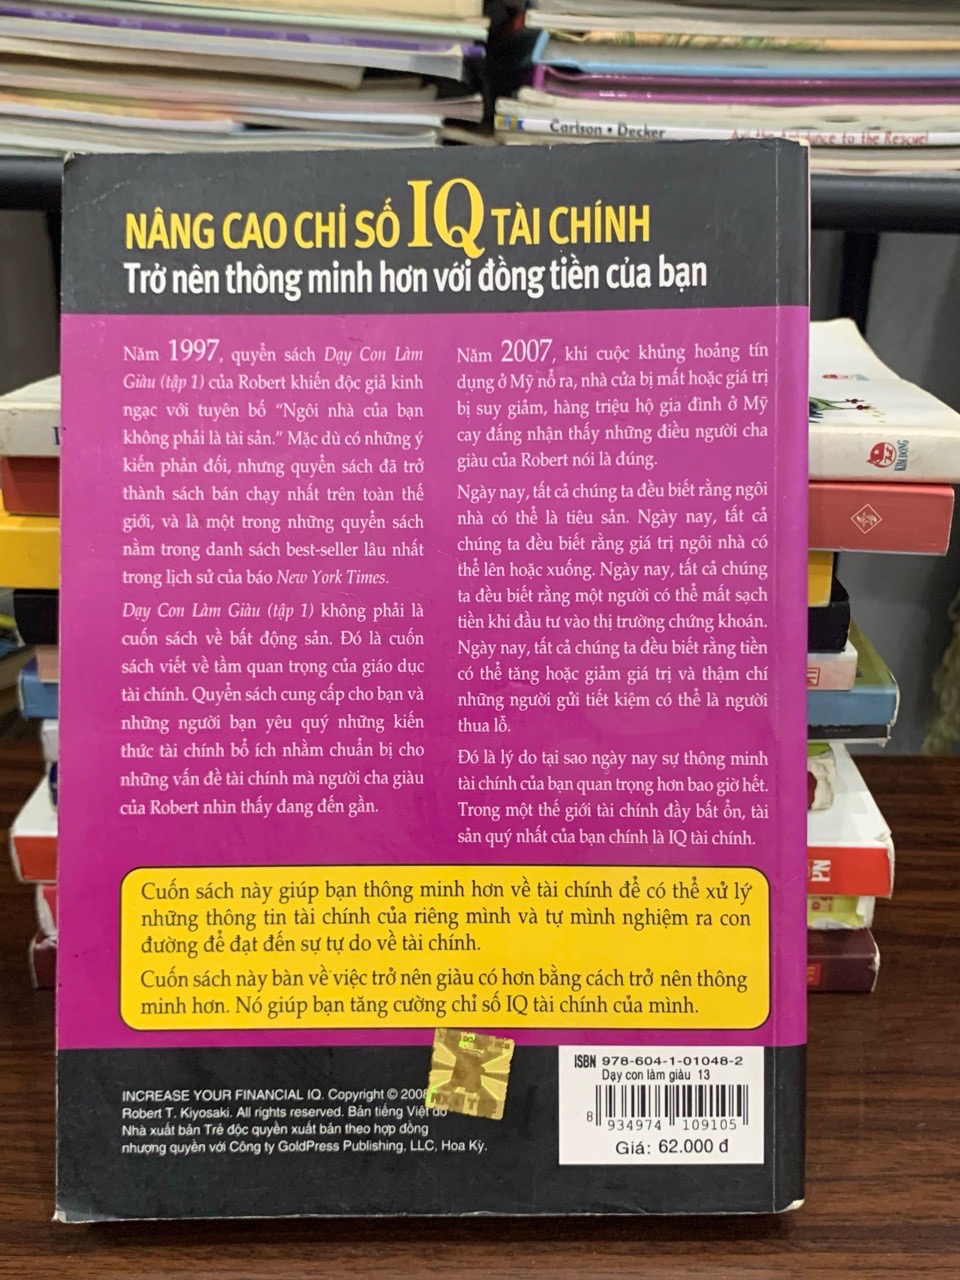 Carlson • Decker
to the Rescue!
NÂNG CAO CHỈ SỐ IQ TÀI CHÍNH
Trở nên thông minh hơn với đồng tiền của bạn
Năm 1997, quyển sách Dạy Con Làm
Giàu (tập 1) của Robert khiến độc giả kinh
ngạc với tuyên bố “Ngôi nhà của bạn
không phải là tài sản.” Mặc dù có những ý
kiến phản đối, nhưng quyển sách đã trở
thành sách bán chạy nhất trên toàn thế
giới, và là một trong những quyển sách
nằm trong danh sách best-seller lâu nhất
trong lịch sử của báo New York Times.
Dạy Con Làm Giàu (tập 1) không phải là
cuốn sách về bất động sản. Đó là cuốn
sách viết về tầm quan trọng của giáo dục
tài chính. Quyển sách cung cấp cho bạn và
những người bạn yêu quý những kiến
thức tài chính bổ ích nhằm chuẩn bị cho
những vấn đề tài chính mà người cha giàu
của Robert nhìn thấy đang đến gần.
Năm 2007, khi cuộc khủng hoảng tín
dụng ở Mỹ nổ ra, nhà cửa bị mất hoặc giá trị
bị suy giảm, hàng triệu hộ gia đình ở Mỹ
cay đắng nhận thấy những điều người cha
giàu của Robert nói là đúng.
Ngày nay, tất cả chúng ta đều biết rằng ngôi
nhà có thể là tiêu sản. Ngày nay, tất cả
chúng ta đều biết rằng giá trị ngôi nhà có
thể lên hoặc xuống. Ngày nay, tất cả chúng
ta đều biết rằng một người có thể mất sạch
tiền khi đầu tư vào thị trường chứng khoán.
Ngày nay, tất cả chúng ta đều biết rằng tiền
có thể tăng hoặc giảm giá trị và thậm chí
những người gửi tiết kiệm có thể là người
thua lỗ.
Đó là lý do tại sao ngày nay sự thông minh
tài chính của bạn quan trọng hơn bao giờ hết.
Trong một thế giới tài chính đầy bất ổn, tài
sản quý nhất của bạn chính là IQ tài chính.
Cuốn sách này giúp bạn thông minh hơn về tài chính để có thể xử lý
những thông tin tài chính của riêng mình và tự mình nghiệm ra con
đường để đạt đến sự tự do về tài chính.
Cuốn sách này bàn về việc trở nên giàu có hơn bằng cách trở nên thông
minh hơn. Nó giúp bạn tăng cường chỉ số IQ tài chính của mình.
INCREASE YOUR FINANCIAL IQ. Copyright © 2008
Robert T. Kiyosaki. All rights reserved. Bản tiếng Việt do
Nhà xuất bản Trẻ độc quyền xuất bản theo hợp đồng
nhượng quyền với Công ty GoldPress Publishing, LLC, Hoa Kỳ.
ISBN 978-604-1-01048-2
Dạy con làm giàu 13
8 934974 109105
Giá: 62.000 đ
KIM ĐỒNG
PN